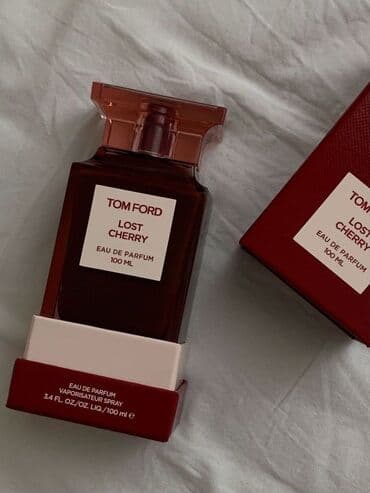 TOM FORD
LOST
CHERRY
EAU DE PARFUM
100 ML
EAU DE PARFUM
VAPORISATEUR SPRAY
3.4 FL. OZ./OZ. LIQ./100 ml e
TOM
LOST
CHERRY
EAU DE PARFUM
100 ML